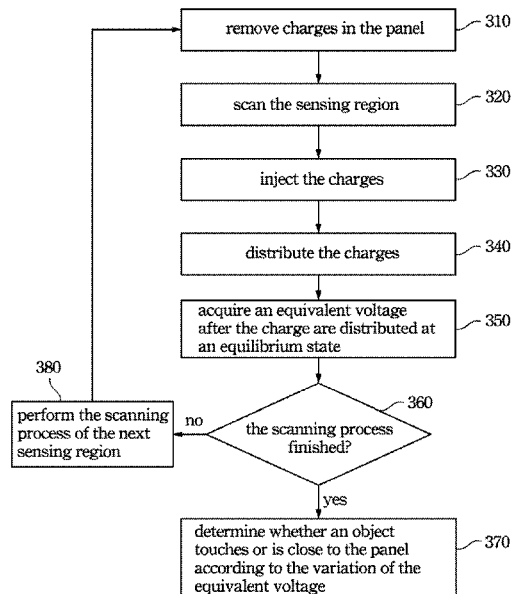 remove charges in the panel
310
scan the sensing region
320
inject the charges
330
distribute the charges
340
acquire an equivalent voltage
after the charge are distributed at
an equilibrium state
350
360
the scanning process
finished?
no
380
perform the scanning
process of the next
sensing region
yes
determine whether an object
touches or is close to the panel
according to the variation of the
equivalent voltage
370